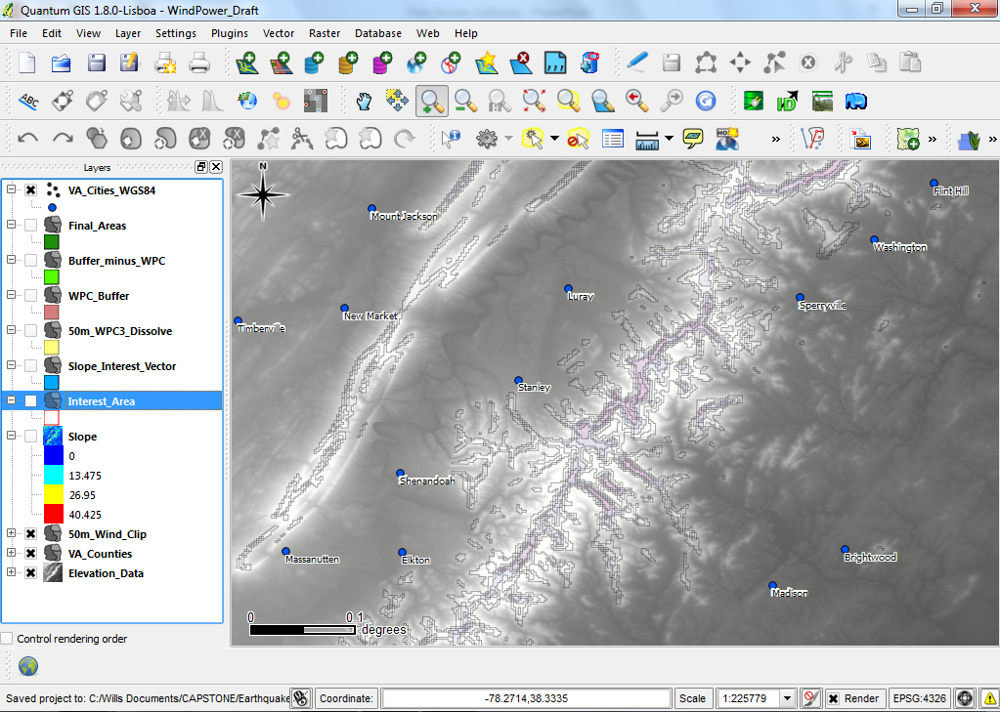 Quantum GIS 1.8.0-Lisboa - WindPower_Draft
File Edit View Layer Settings Plugins Vector Raster Database Web Help
ABC
Layers
VA_Cities_WGS84
Final_Areas
Buffer_minus_WPC
WPC_Buffer
50m_WPC3_Dissolve
Slope_Interest_Vector
Interest_Area
Slope
0
13.475
26.95
40.425
50m_Wind_Clip
VA_Counties
Elevation_Data
Control rendering order
N
Flint Hill
Mount Jackson
Washington
Luray
Sperryville
New Market
Timberville
Stanley
Shenandoah
Massanutten
Elkton
Brightwood
Madison
0 0.1
degrees
Saved project to: C:/Wills Documents/CAPSTONE/Earthquake
Coordinate: -78.2714,38.3335 Scale 1:225779 Render EPSG:4326